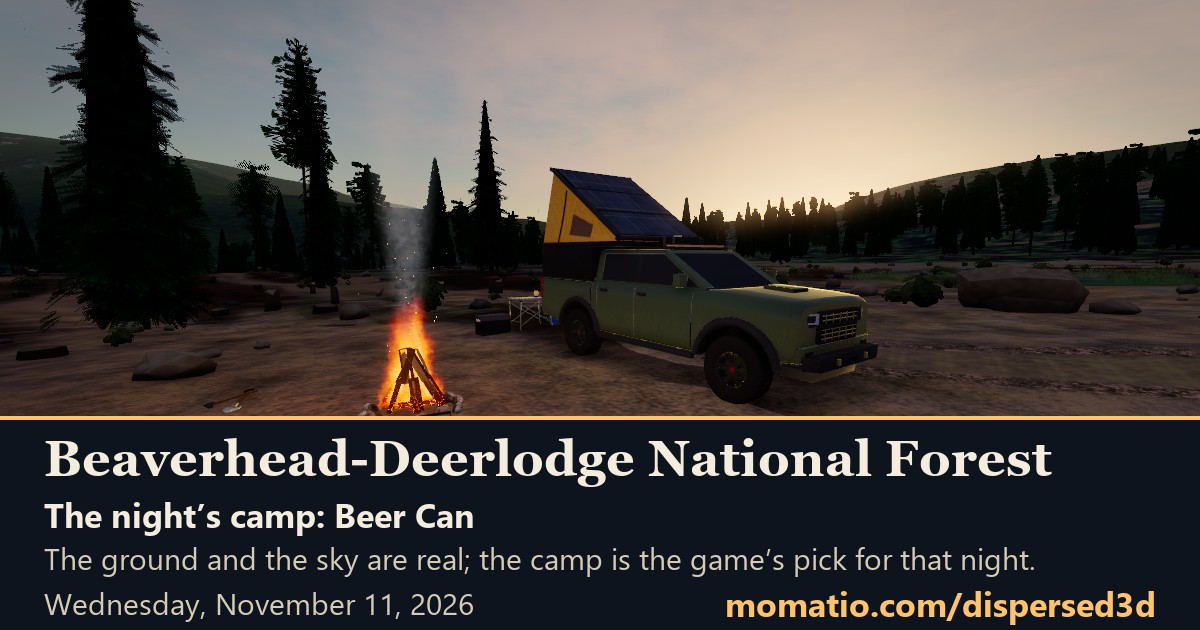 Beaverhead-Deerlodge National Forest
The night’s camp: Beer Can
The ground and the sky are real; the camp is the game’s pick for that night.
Wednesday, November 11, 2026
momatio.com/dispersed3d